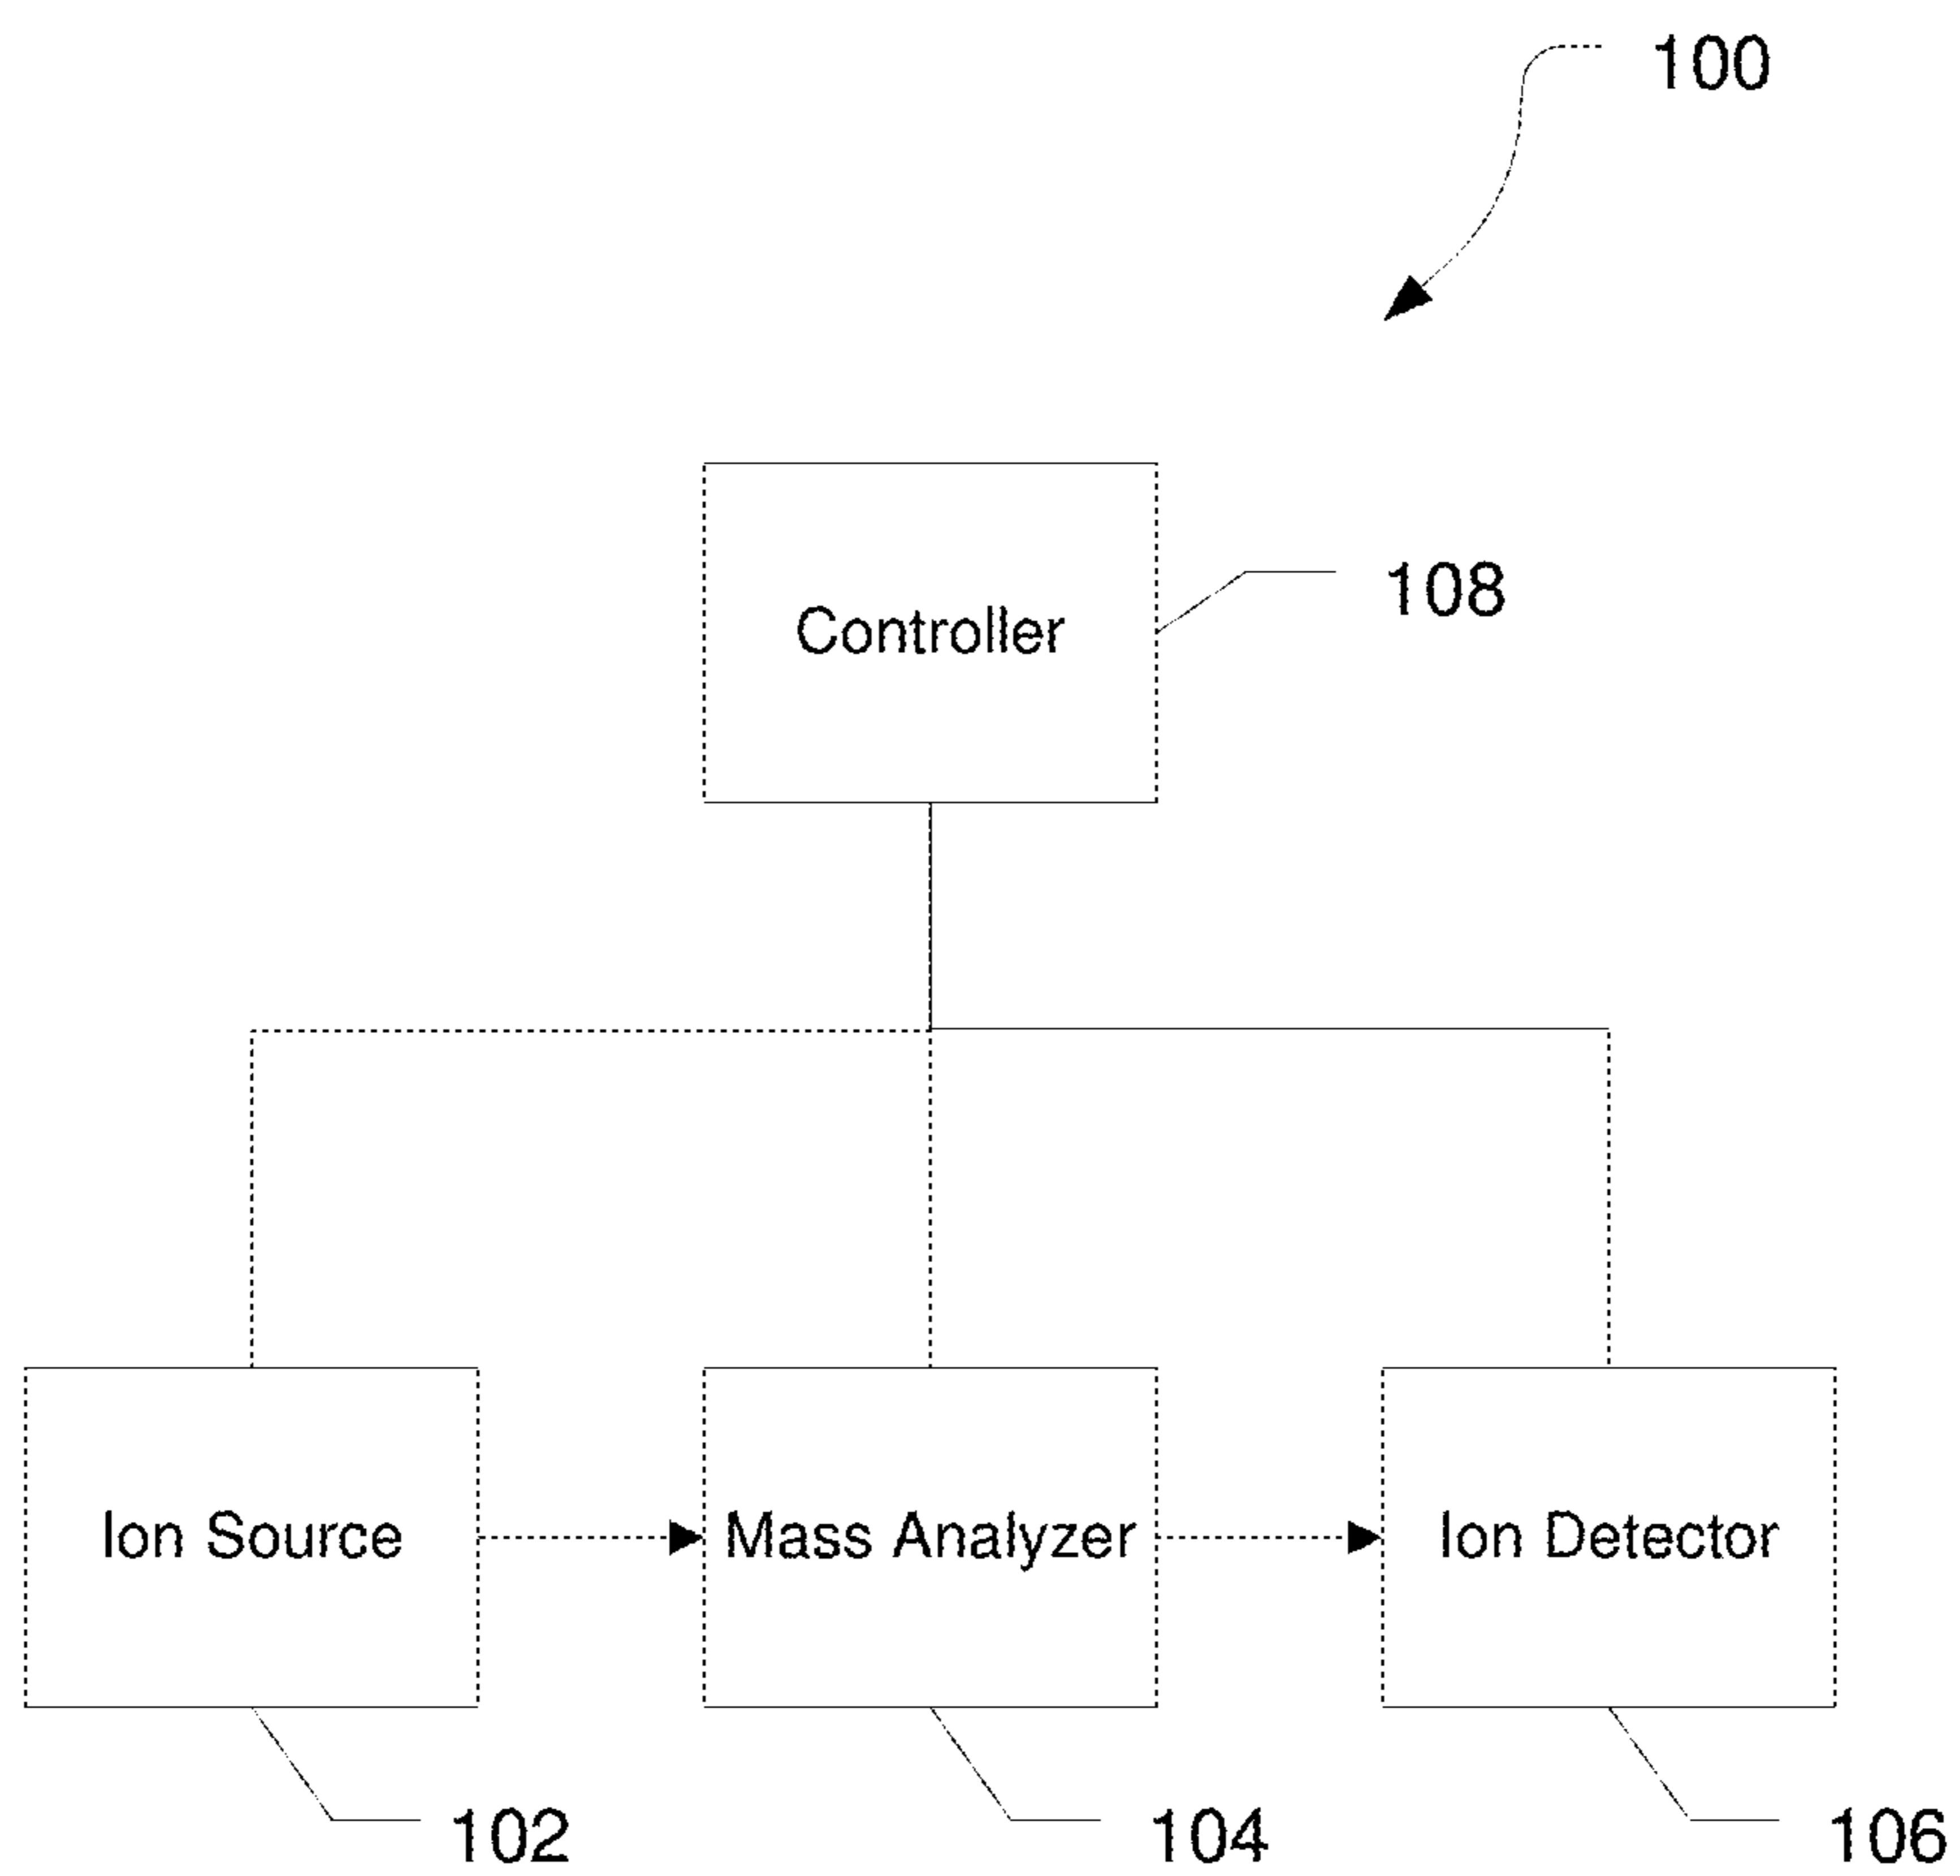 100
Controller
108
Ion Source
Mass Analyzer
Ion Detector
102
104
106